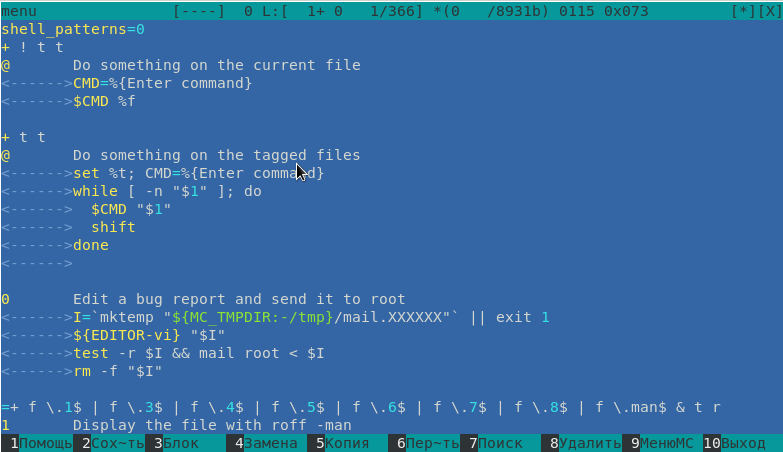 menu [----] 0 L:[ 1+ 0 1/366] *(0 /8931b) 0115 0x073 [*][X]
shell_patterns=0
+ ! t t
@ Do something on the current file
<------>CMD=%{Enter command}
<------>$CMD %f
+ t t
@ Do something on the tagged files
<------>set %t; CMD=%{Enter command}
<------>while [ -n "$1" ]; do
<------> $CMD "$1"
<------> shift
<------>done
<------>
0 Edit a bug report and send it to root
<------>I=`mktemp "${MC_TMPDIR:-/tmp}/mail.XXXXXX"` || exit 1
<------>${EDITOR-vi} "$I"
<------>test -r $I && mail root < $I
<------>rm -f "$I"
=+ f \.1$ | f \.3$ | f \.4$ | f \.5$ | f \.6$ | f \.7$ | f \.8$ | f \.man$ & t r
1 Display the file with roff -man
1Помощь 2Сох~ть 3Блок 4Замена 5Копия 6Пер~ть 7Поиск 8Удалить 9МенюMC 10Выход